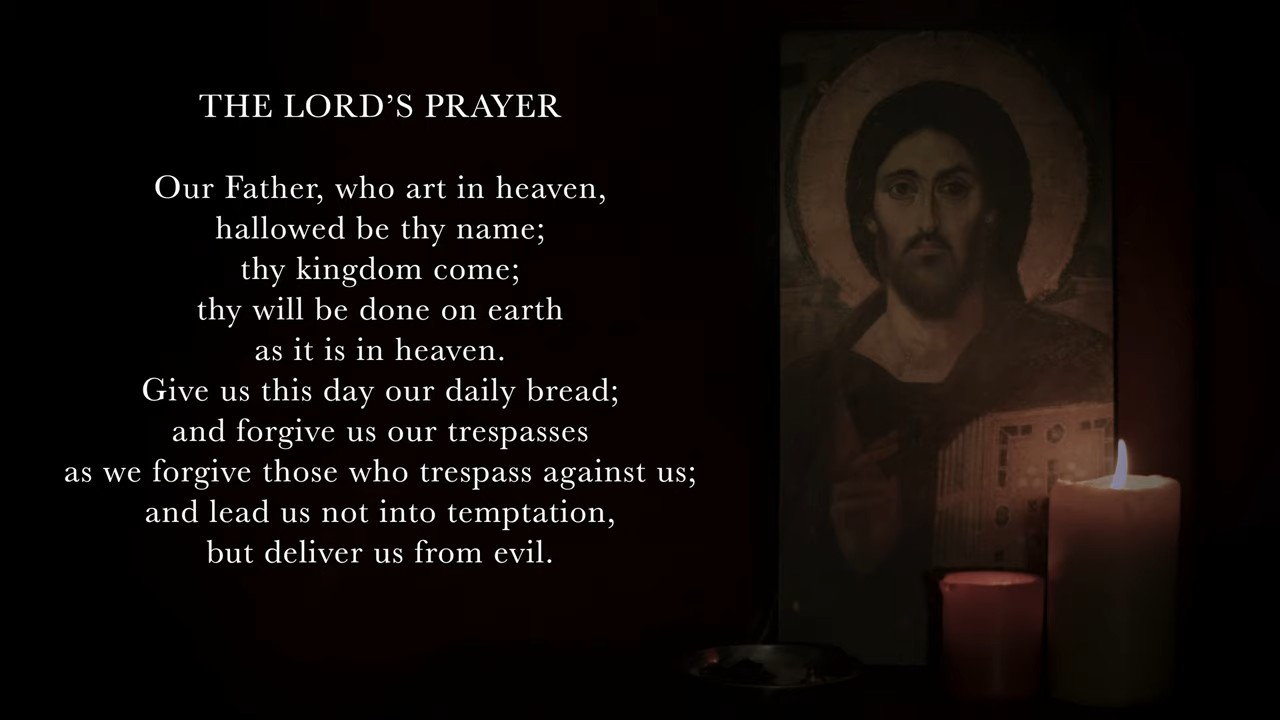 THE LORD’S PRAYER
Our Father, who art in heaven,
hallowed be thy name;
thy kingdom come;
thy will be done on earth
as it is in heaven.
Give us this day our daily bread;
and forgive us our trespasses
as we forgive those who trespass against us;
and lead us not into temptation,
but deliver us from evil.